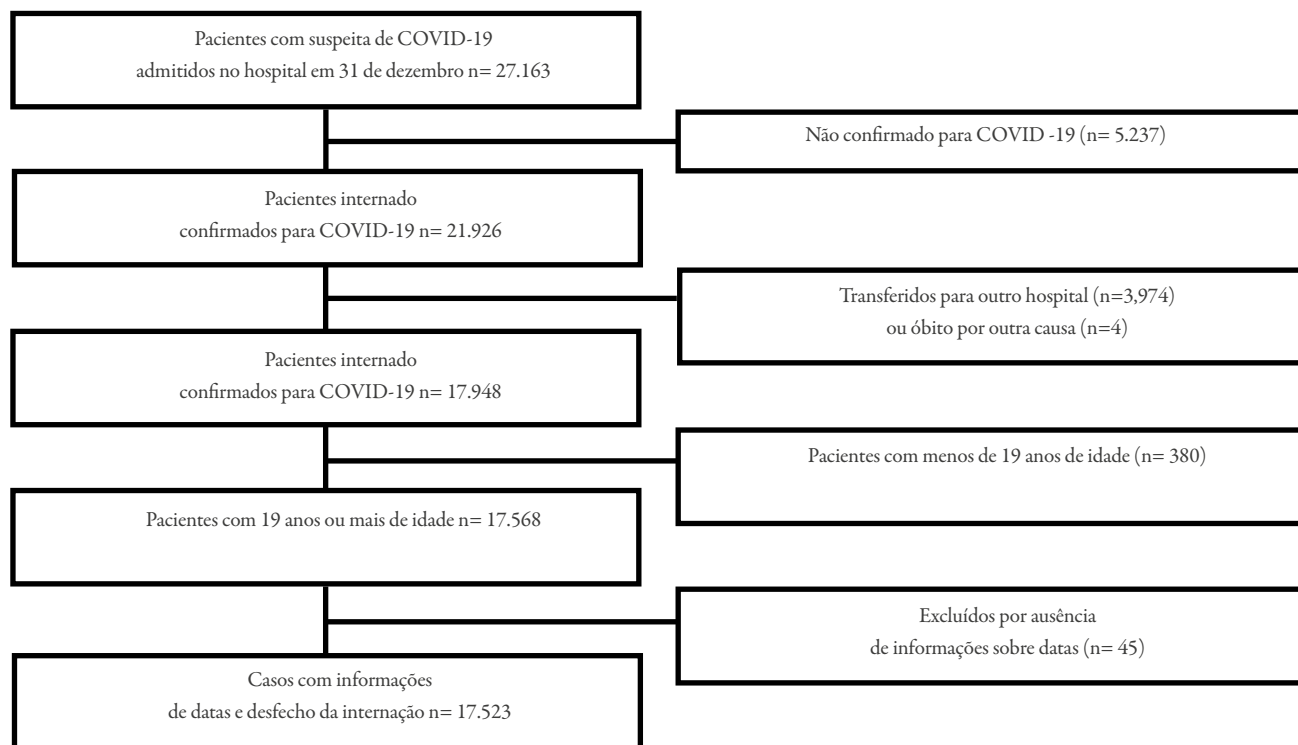 Pacientes com suspeita de COVID-19
admitidos no hospital em 31 de dezembro n= 27.163
Não confirmado para COVID -19 (n= 5.237)
Pacientes internado
confirmados para COVID-19 n= 21.926
Transferidos para outro hospital (n=3,974)
ou óbito por outra causa (n=4)
Pacientes internado
confirmados para COVID-19 n= 17.948
Pacientes com menos de 19 anos de idade (n= 380)
Pacientes com 19 anos ou mais de idade n= 17.568
Excluídos por ausência
de informações sobre datas (n= 45)
Casos com informações
de datas e desfecho da internação n= 17.523